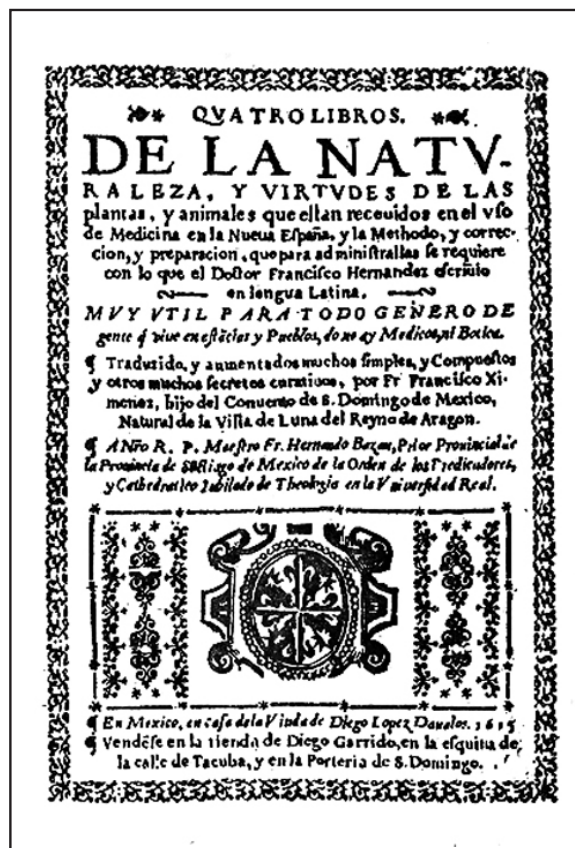 QVATRO LIBROS.
DE LA NATV-
RALEZA, Y VIRTVDES DE LAS
plantas, y animales que estan receuidos en el vso
de Medicina en la Nueua España, y la Methodo, y correc-
cion, y preparacion, que para administrallas se requiere
con lo que el Doctor Francisco Hernandez escriuio
en lengua Latina.
MVY VTIL PARA TODO GENERO DE
gente q̃ viue en estãcias y Pueblos, do no ay Medicos, ni Botica.
¶ Traduzido, y aumentados muchos simples, y Compuestos
y otros muchos secretos curatiuos, por Fr. Francisco Xi-
menez, hijo del Conuento de S. Domingo de Mexico,
Natural de la Villa de Luna del Reyno de Aragon.
¶ A Nro R. P. Maestro Fr. Hernando Bazan, Prior Prouincial de
la Prouincia de Sãctiago de Mexico de la Orden de los Predicadores,
y Cathedratico Iubilado de Theologia en la Vniuersidad Real.
¶ En Mexico, en casa de la Viuda de Diego Lopez Daualos. 1615
¶ Vendese en la tienda de Diego Garrido, en la esquina de
la calle de Tacuba, y en la Porteria de S. Domingo.